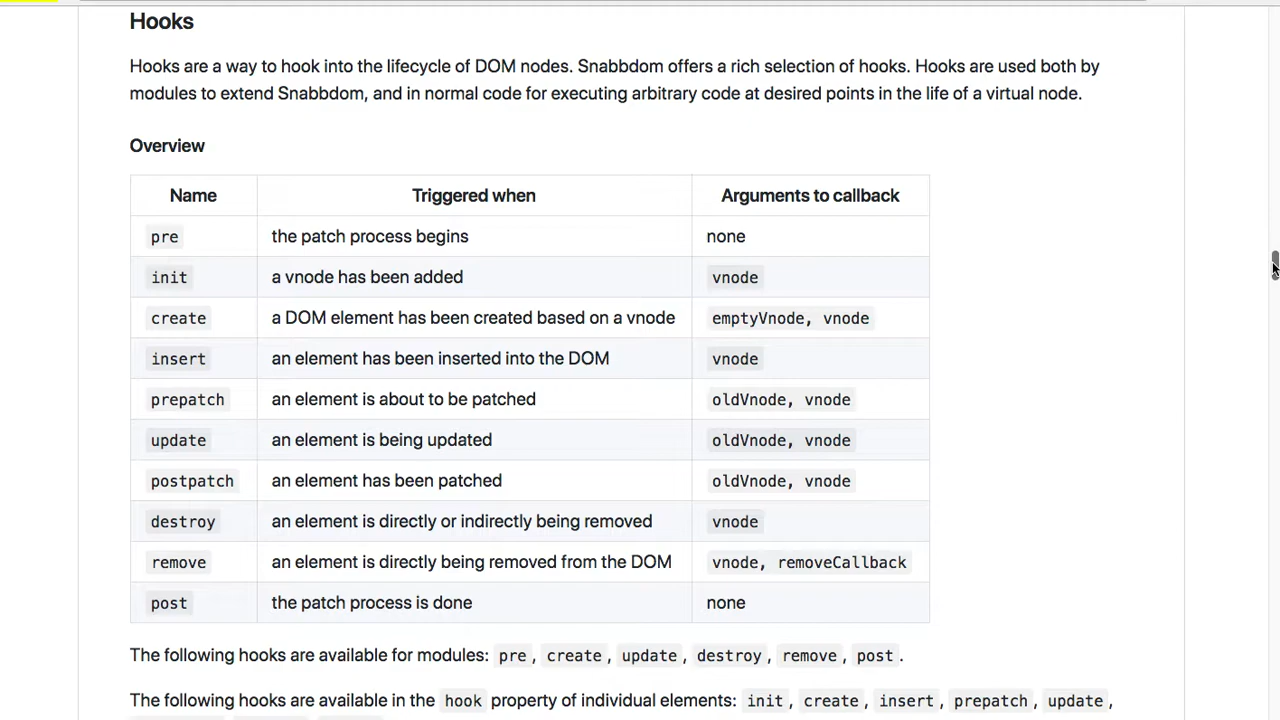 Hooks
Hooks are a way to hook into the lifecycle of DOM nodes. Snabbdom offers a rich selection of hooks. Hooks are used both by
modules to extend Snabbdom, and in normal code for executing arbitrary code at desired points in the life of a virtual node.
Overview
Name Triggered when Arguments to callback
pre the patch process begins none
init a vnode has been added vnode
create a DOM element has been created based on a vnode emptyVnode, vnode
insert an element has been inserted into the DOM vnode
prepatch an element is about to be patched oldVnode, vnode
update an element is being updated oldVnode, vnode
postpatch an element has been patched oldVnode, vnode
destroy an element is directly or indirectly being removed vnode
remove an element is directly being removed from the DOM vnode, removeCallback
post the patch process is done none
The following hooks are available for modules: pre, create, update, destroy, remove, post.
The following hooks are available in the hook property of individual elements: init, create, insert, prepatch, update,